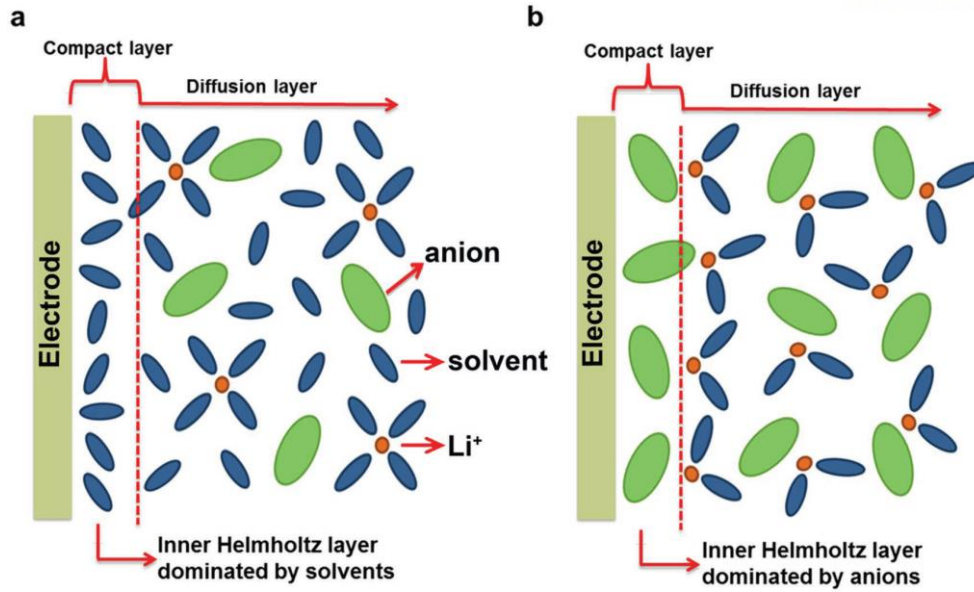 a
Compact layer
Diffusion layer
Electrode
anion
solvent
Li⁺
Inner Helmholtz layer
dominated by solvents
b
Compact layer
Diffusion layer
Electrode
Inner Helmholtz layer
dominated by anions